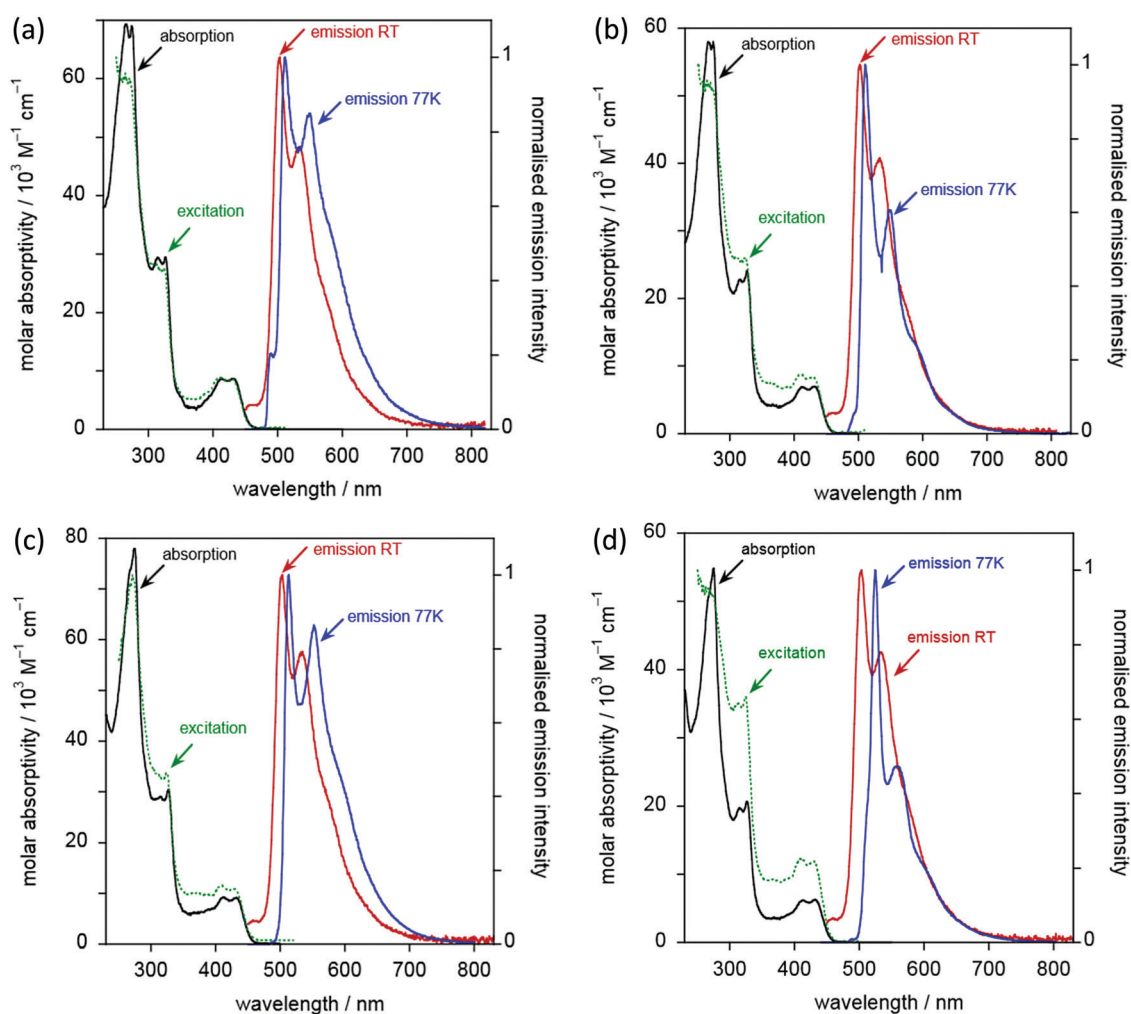 (a)
absorption
emission RT
emission 77K
excitation
molar absorptivity / 10³ M⁻¹ cm⁻¹
normalised emission intensity
60
40
20
0
1
0
300 400 500 600 700 800
wavelength / nm
(b)
absorption
emission RT
emission 77K
excitation
molar absorptivity / 10³ M⁻¹ cm⁻¹
normalised emission intensity
60
40
20
0
1
0
300 400 500 600 700 800
wavelength / nm
(c)
absorption
emission RT
emission 77K
excitation
molar absorptivity / 10³ M⁻¹ cm⁻¹
normalised emission intensity
80
60
40
20
0
1
0
300 400 500 600 700 800
wavelength / nm
(d)
absorption
emission 77K
emission RT
excitation
molar absorptivity / 10³ M⁻¹ cm⁻¹
normalised emission intensity
60
40
20
0
1
0
300 400 500 600 700 800
wavelength / nm